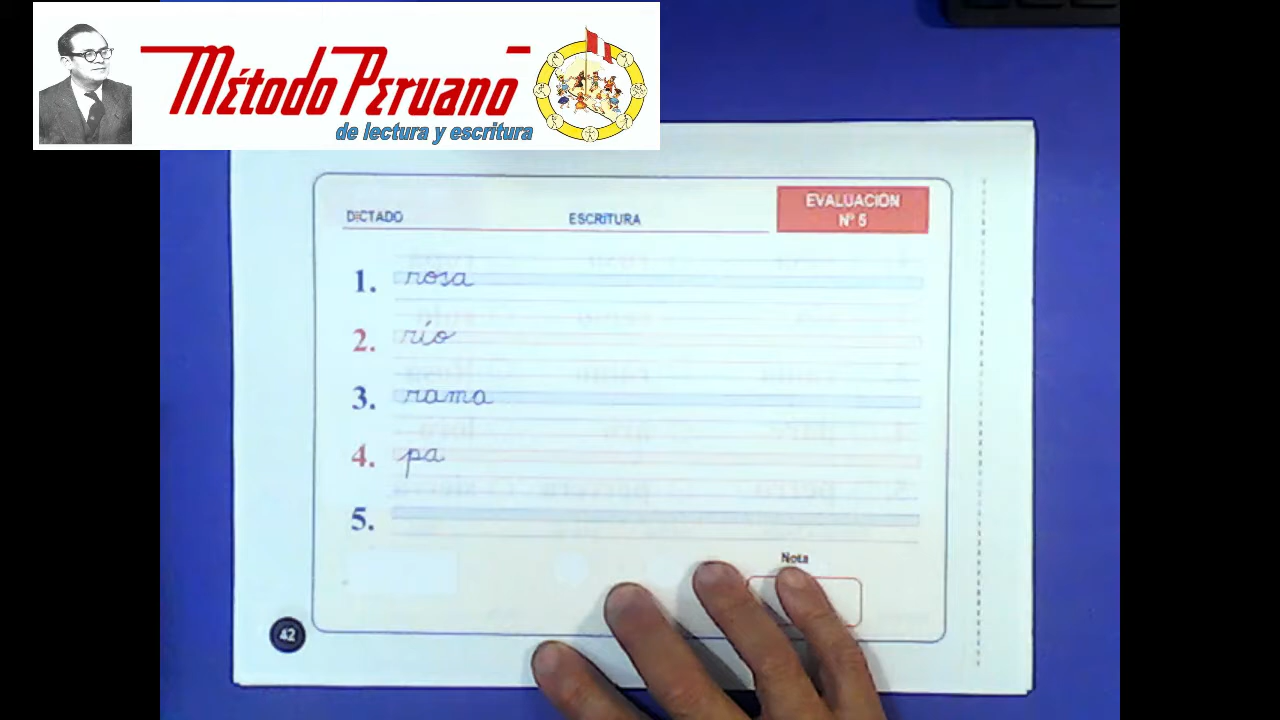 Método Peruano
de lectura y escritura
DICTADO ESCRITURA EVALUACIÓN
Nº 5
1. rosa
2. río
3. rama
4. pa
5.
Nota
42